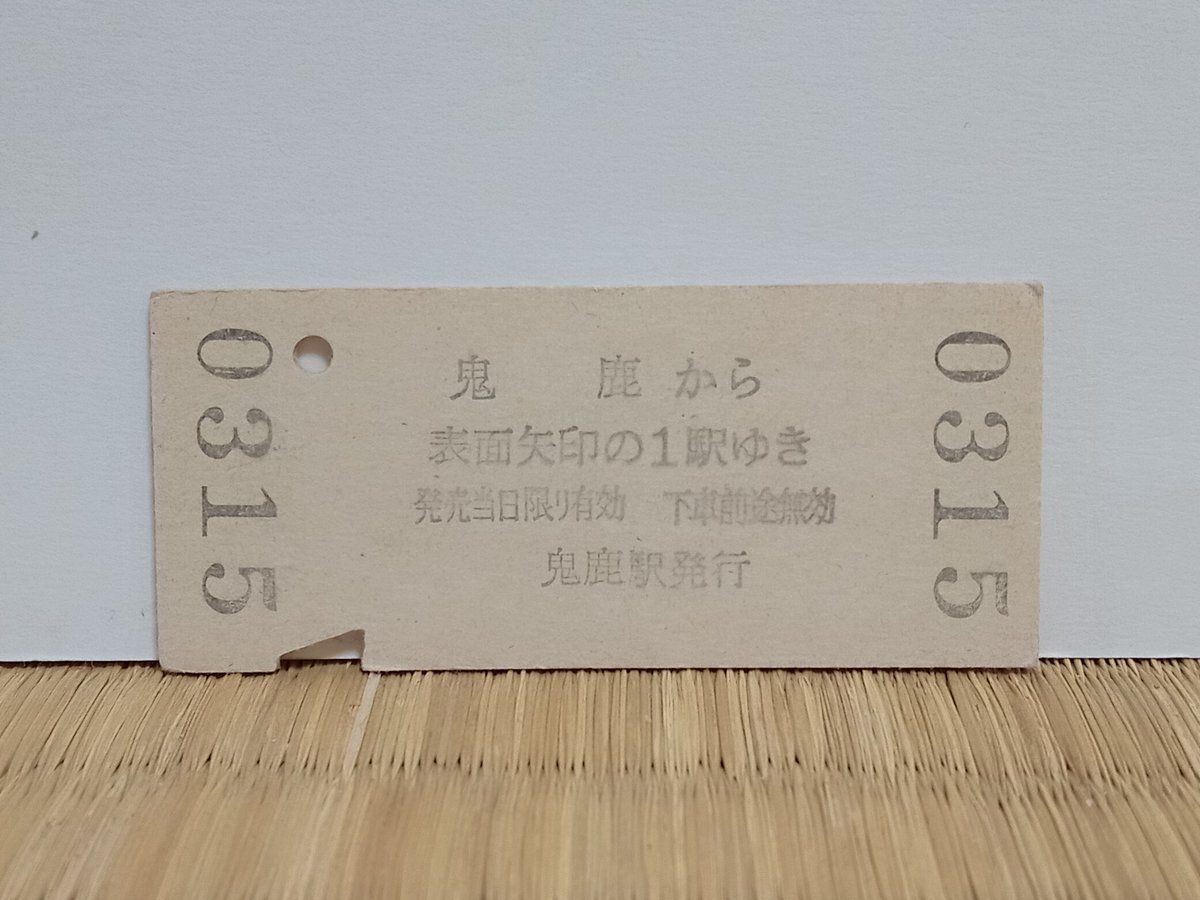 0315
鬼 鹿 から
表面矢印の1駅ゆき
発売当日限り有効 下車前途無効
鬼鹿駅発行
0315